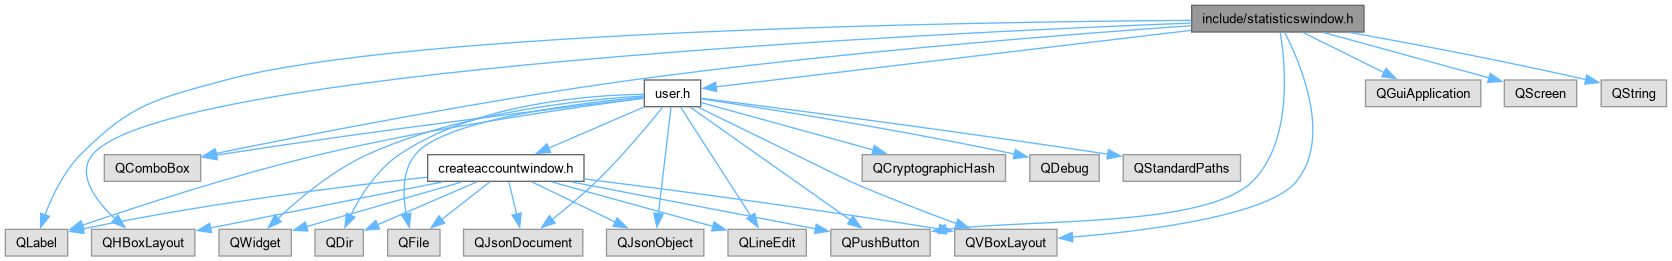 include/statisticswindow.h
user.h
QGuiApplication
QScreen
QString
QComboBox
createaccountwindow.h
QCryptographicHash
QDebug
QStandardPaths
QLabel
QHBoxLayout
QWidget
QDir
QFile
QJsonDocument
QJsonObject
QLineEdit
QPushButton
QVBoxLayout